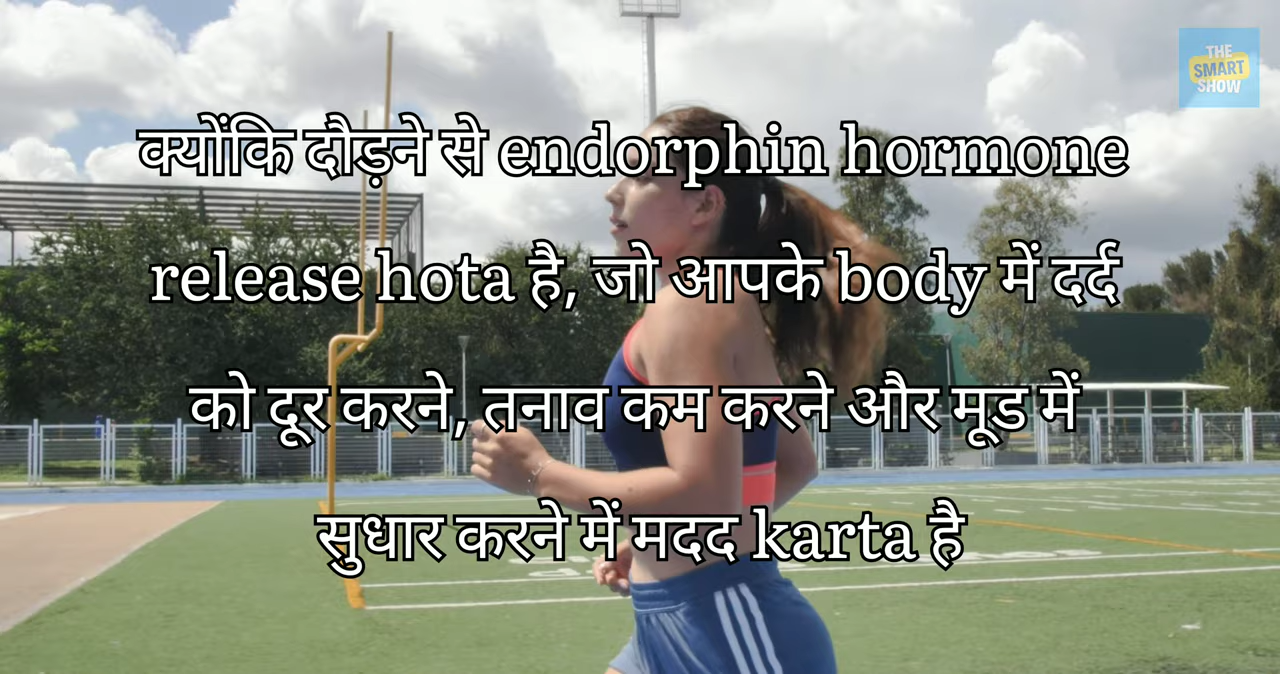 THE
SMART
SHOW
क्योंकि दौड़ने से endorphin hormone
release hota है, जो आपके body में दर्द
को दूर करने, तनाव कम करने और मूड में
सुधार करने में मदद karta है